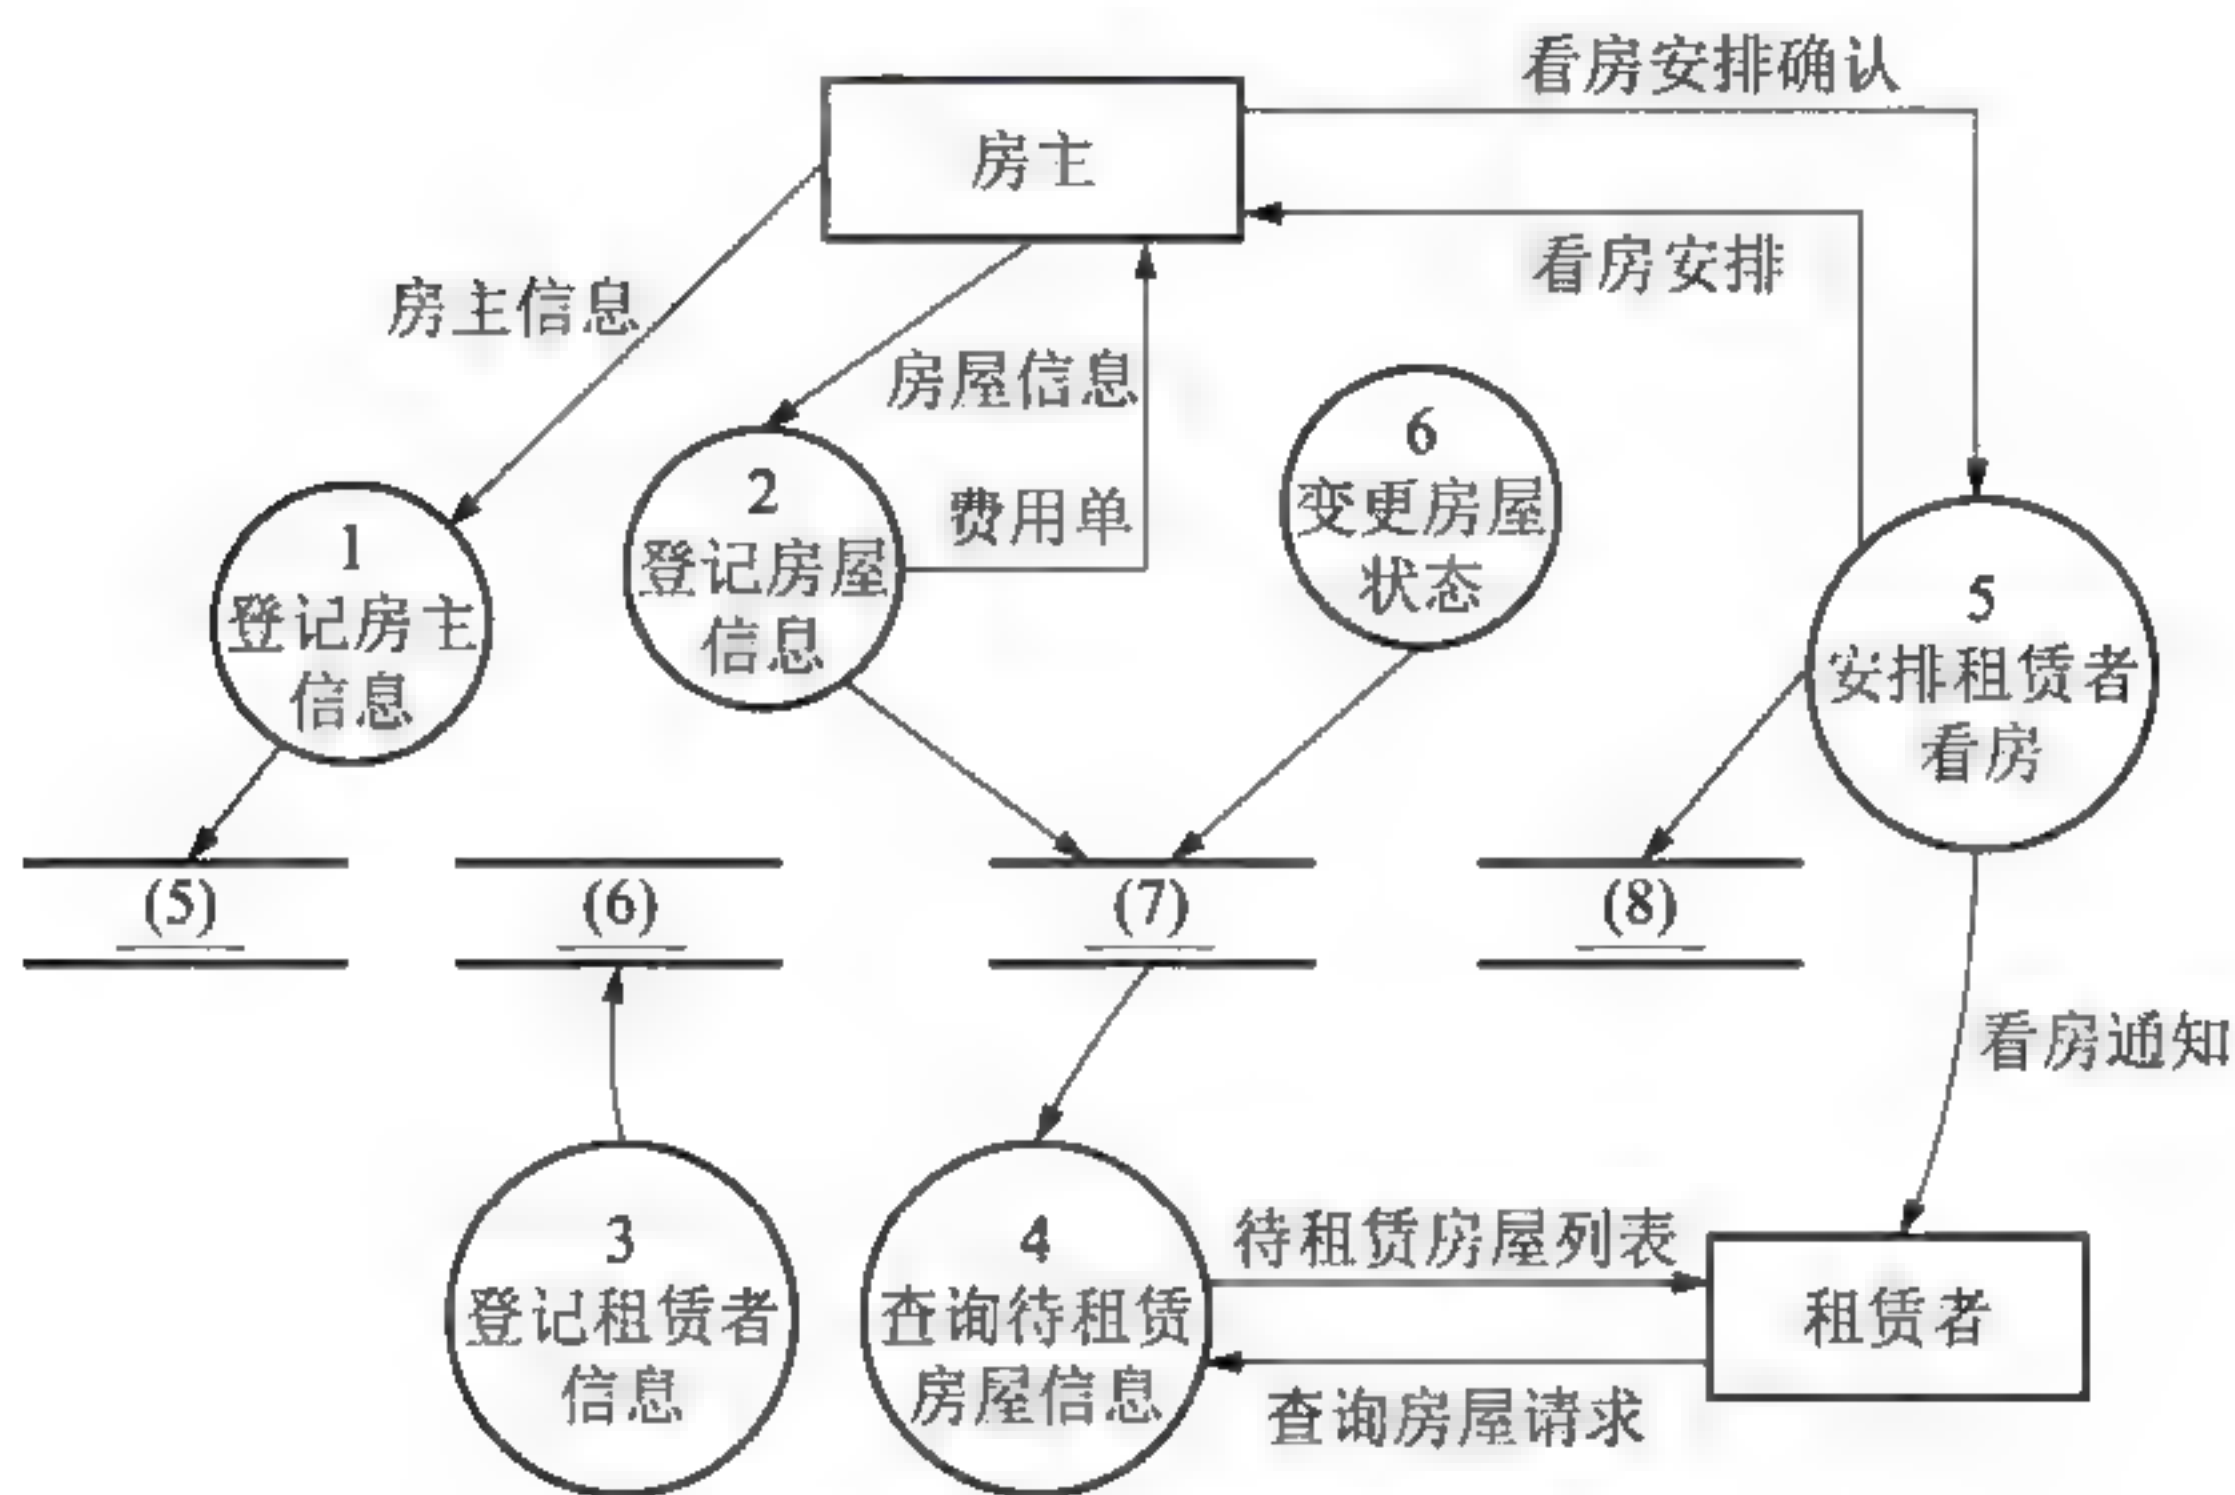 看房安排确认
房主
看房安排
房主信息
房屋信息
费用单
6
变更房屋
状态
2
登记房屋
信息
1
登记房主
信息
5
安排租赁者
看房
(5)
(6)
(7)
(8)
看房通知
3
登记租赁者
信息
4
查询待租赁
房屋信息
待租赁房屋列表
租赁者
查询房屋请求